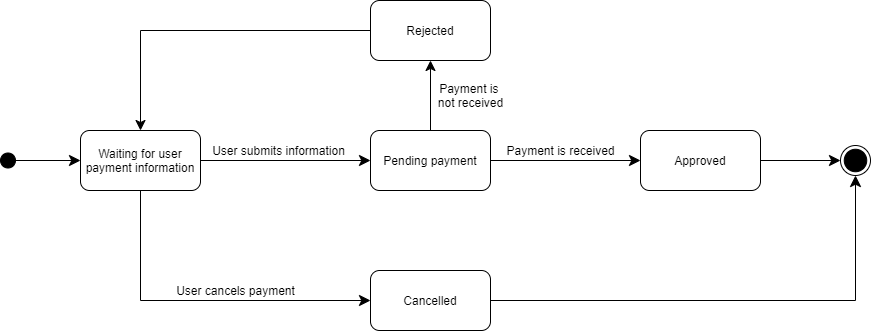 Rejected
Payment is
not received
Waiting for user
payment information
User submits information
Pending payment
Payment is received
Approved
User cancels payment
Cancelled